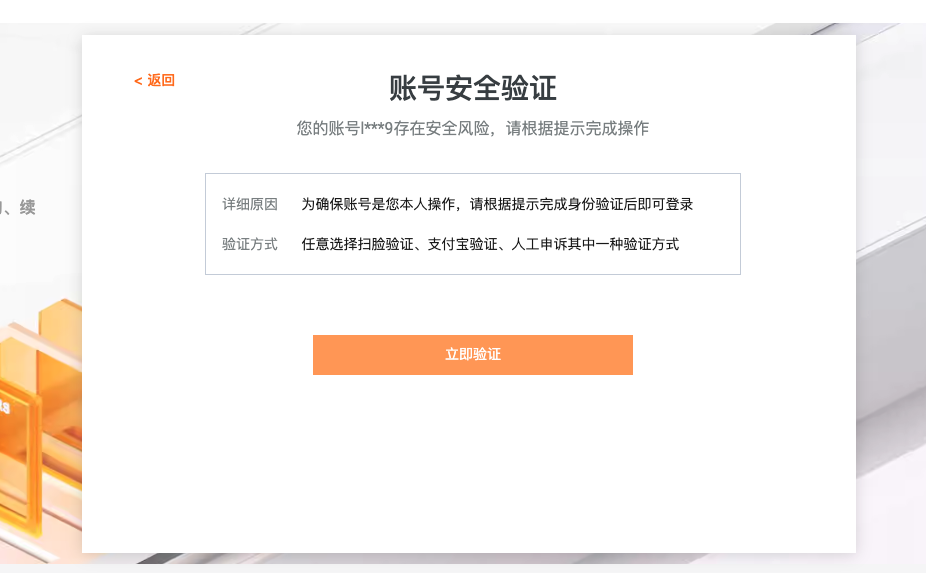 < 返回
账号安全验证
您的账号l***9存在安全风险，请根据提示完成操作
、续
详细原因 为确保账号是您本人操作，请根据提示完成身份验证后即可登录
验证方式 任意选择扫脸验证、支付宝验证、人工申诉其中一种验证方式
立即验证